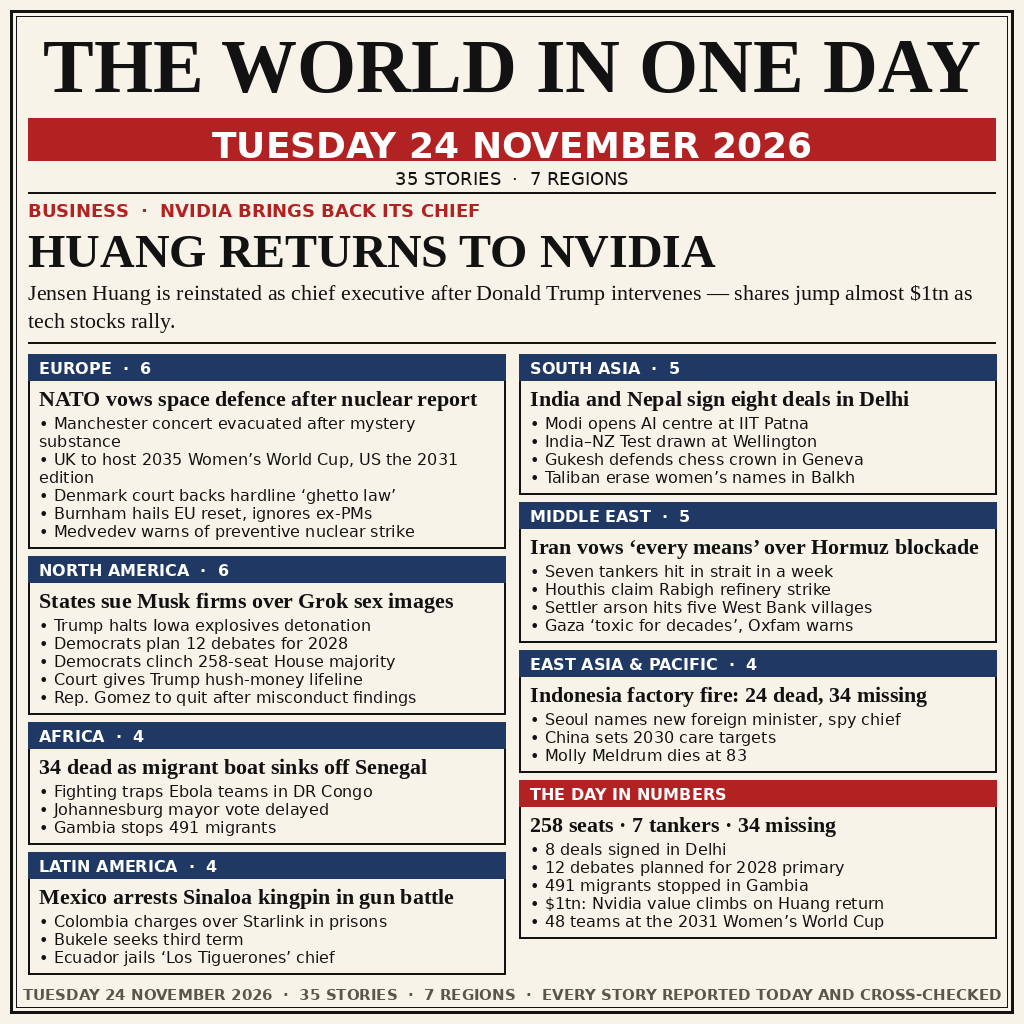 THE WORLD IN ONE DAY
TUESDAY 24 NOVEMBER 2026
35 STORIES · 7 REGIONS
BUSINESS · NVIDIA BRINGS BACK ITS CHIEF
HUANG RETURNS TO NVIDIA
Jensen Huang is reinstated as chief executive after Donald Trump intervenes — shares jump almost $1tn as
tech stocks rally.
EUROPE · 6
NATO vows space defence after nuclear report
• Manchester concert evacuated after mystery
substance
• UK to host 2035 Women’s World Cup, US the 2031
edition
• Denmark court backs hardline ‘ghetto law’
• Burnham hails EU reset, ignores ex-PMs
• Medvedev warns of preventive nuclear strike
NORTH AMERICA · 6
States sue Musk firms over Grok sex images
• Trump halts Iowa explosives detonation
• Democrats plan 12 debates for 2028
• Democrats clinch 258-seat House majority
• Court gives Trump hush-money lifeline
• Rep. Gomez to quit after misconduct findings
AFRICA · 4
34 dead as migrant boat sinks off Senegal
• Fighting traps Ebola teams in DR Congo
• Johannesburg mayor vote delayed
• Gambia stops 491 migrants
LATIN AMERICA · 4
Mexico arrests Sinaloa kingpin in gun battle
• Colombia charges over Starlink in prisons
• Bukele seeks third term
• Ecuador jails ‘Los Tiguerones’ chief
SOUTH ASIA · 5
India and Nepal sign eight deals in Delhi
• Modi opens AI centre at IIT Patna
• India–NZ Test drawn at Wellington
• Gukesh defends chess crown in Geneva
• Taliban erase women’s names in Balkh
MIDDLE EAST · 5
Iran vows ‘every means’ over Hormuz blockade
• Seven tankers hit in strait in a week
• Houthis claim Rabigh refinery strike
• Settler arson hits five West Bank villages
• Gaza ‘toxic for decades’, Oxfam warns
EAST ASIA & PACIFIC · 4
Indonesia factory fire: 24 dead, 34 missing
• Seoul names new foreign minister, spy chief
• China sets 2030 care targets
• Molly Meldrum dies at 83
THE DAY IN NUMBERS
258 seats · 7 tankers · 34 missing
• 8 deals signed in Delhi
• 12 debates planned for 2028 primary
• 491 migrants stopped in Gambia
• $1tn: Nvidia value climbs on Huang return
• 48 teams at the 2031 Women’s World Cup
TUESDAY 24 NOVEMBER 2026 · 35 STORIES · 7 REGIONS · EVERY STORY REPORTED TODAY AND CROSS-CHECKED